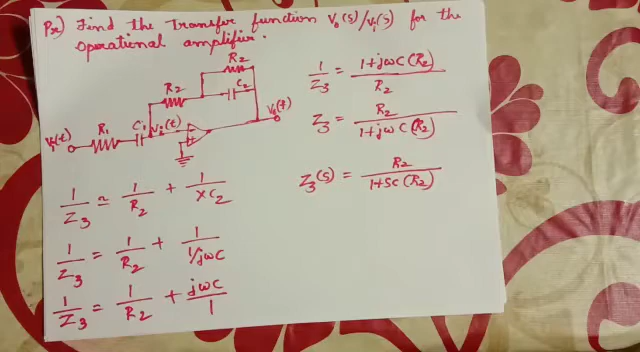 Px) Find the Transfer function V₀(s)/Vᵢ(s) for the
operational amplifier.
R₂
R₂
C₂
V₀(t)
Vᵢ(t)
R₁
C₁
Vₐ(t)
1/Z₃ = 1/R₂ + 1/XC₂
1/Z₃ = 1/R₂ + 1/(1/jωC)
1/Z₃ = 1/R₂ + jωC/1
1/Z₃ = (1+jωC(R₂))/R₂
Z₃ = R₂/(1+jωC(R₂))
Z₃(s) = R₂/(1+SC(R₂))